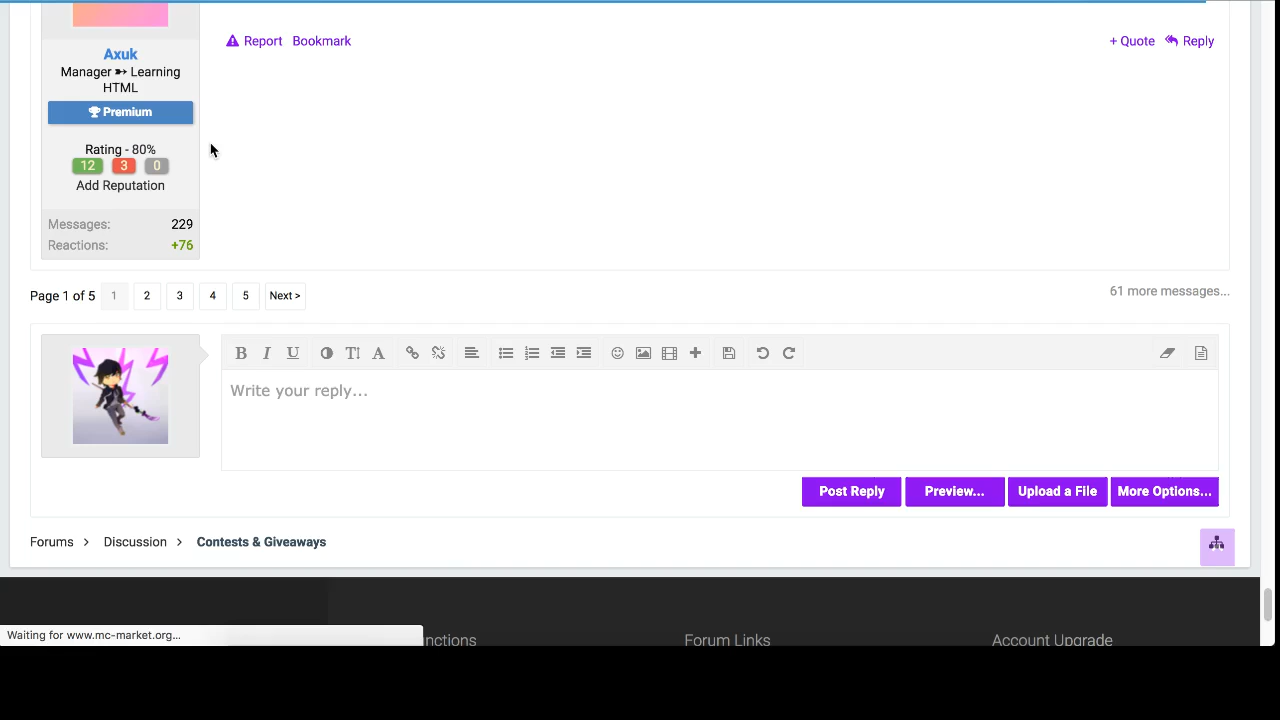 Axuk
Manager ➳ Learning
HTML
Premium
Rating - 80%
12 3 0
Add Reputation
Messages: 229
Reactions: +76
Report Bookmark
+ Quote Reply
Page 1 of 5 1 2 3 4 5 Next >
61 more messages...
Write your reply...
Post Reply Preview... Upload a File More Options...
Forums > Discussion > Contests & Giveaways
nctions Forum Links Account Upgrade
Waiting for www.mc-market.org...